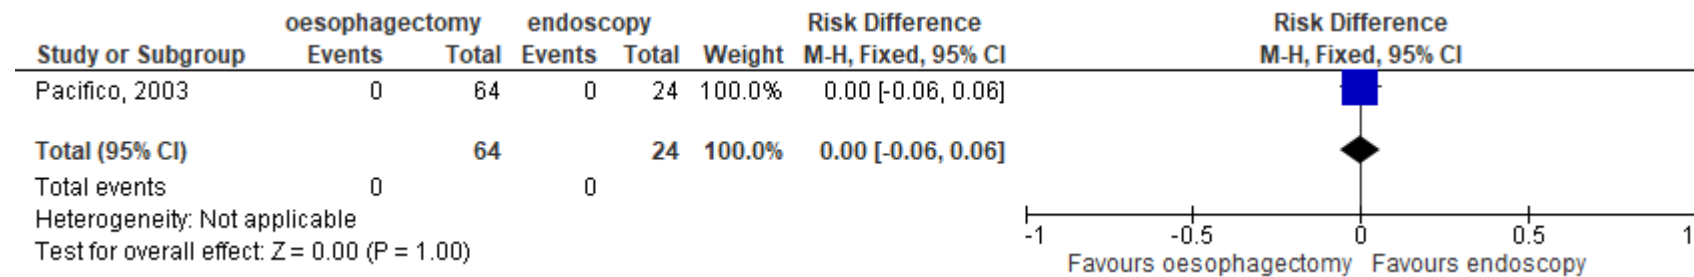 oesophagectomy endoscopy Risk Difference Risk Difference
Study or Subgroup Events Total Events Total Weight M-H, Fixed, 95% CI M-H, Fixed, 95% CI
Pacifico, 2003 0 64 0 24 100.0% 0.00 [-0.06, 0.06]
Total (95% CI) 64 24 100.0% 0.00 [-0.06, 0.06]
Total events 0 0
Heterogeneity: Not applicable
Test for overall effect: Z = 0.00 (P = 1.00)
-1 -0.5 0 0.5 1
Favours oesophagectomy Favours endoscopy